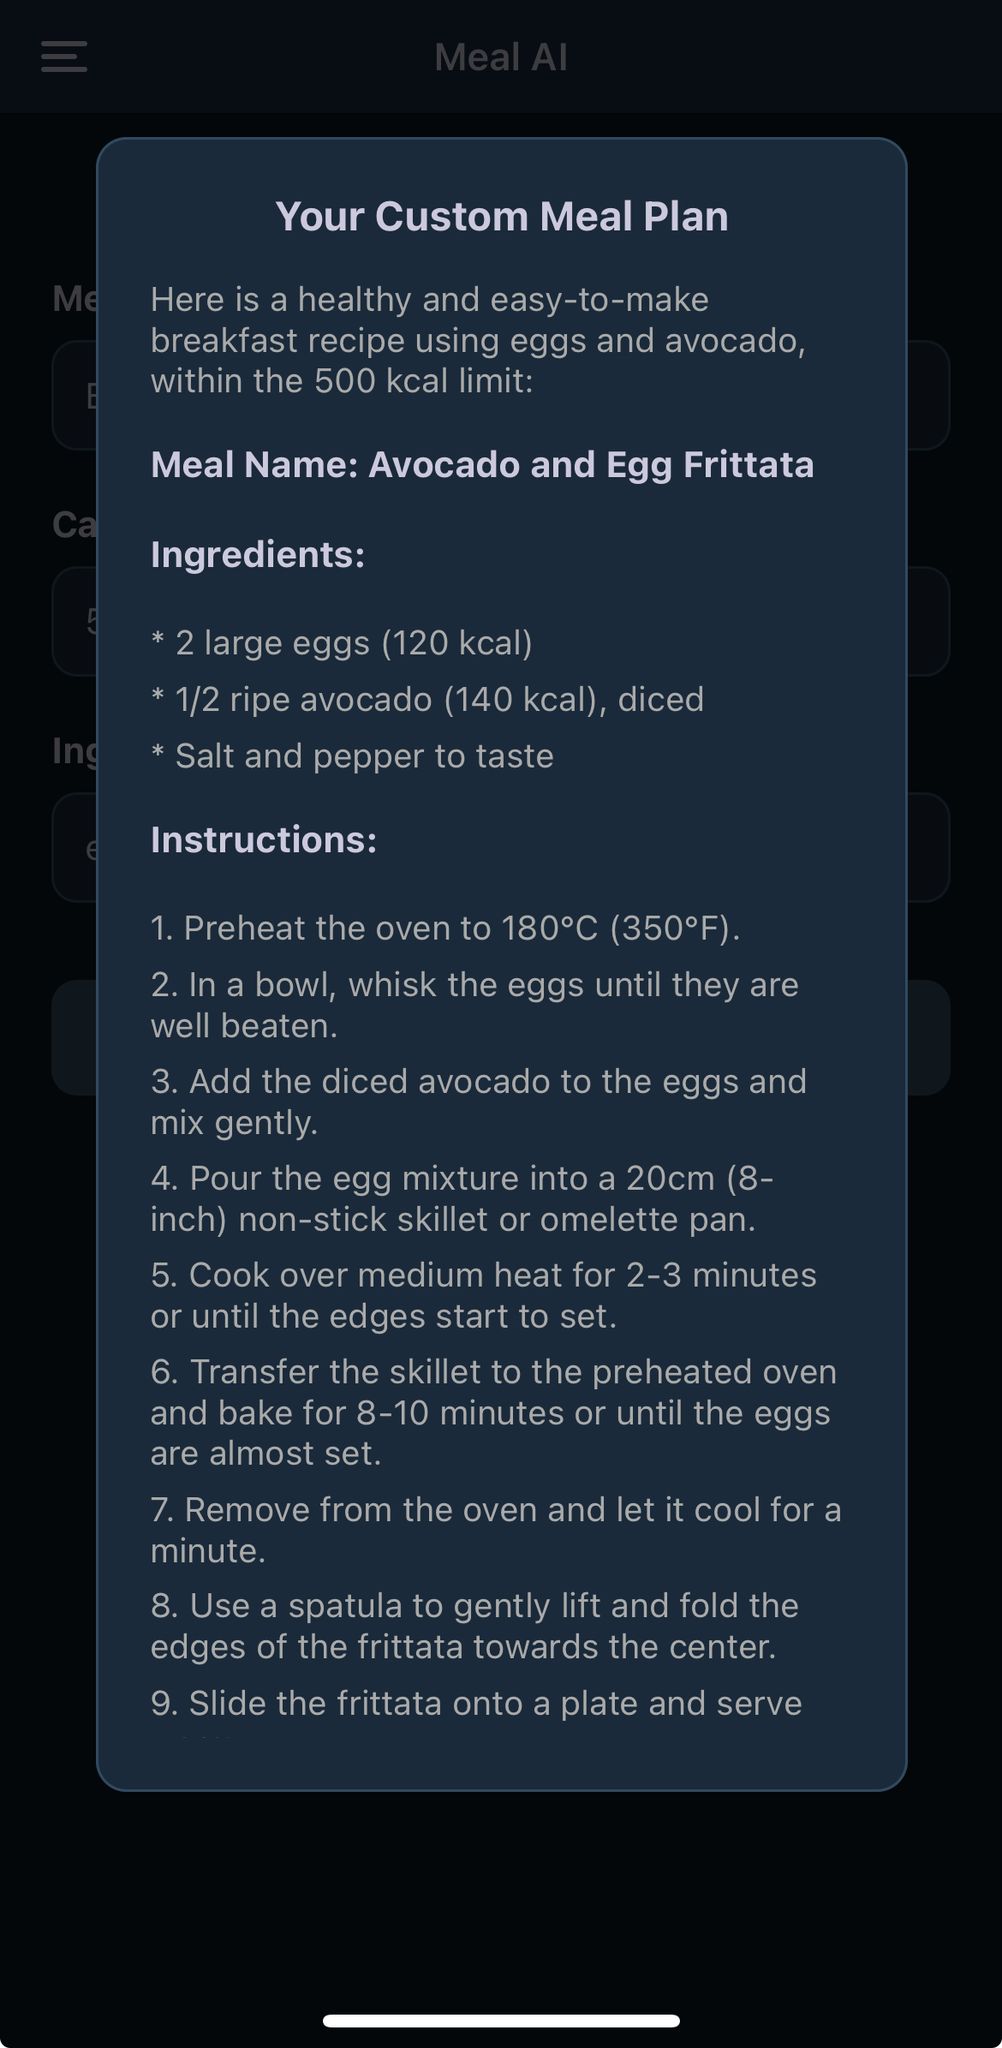 Meal AI
Your Custom Meal Plan
Here is a healthy and easy-to-make
breakfast recipe using eggs and avocado,
within the 500 kcal limit:
Me
Meal Name: Avocado and Egg Frittata
Ca
Ingredients:
* 2 large eggs (120 kcal)
* 1/2 ripe avocado (140 kcal), diced
Ing
* Salt and pepper to taste
Instructions:
1. Preheat the oven to 180°C (350°F).
2. In a bowl, whisk the eggs until they are
well beaten.
3. Add the diced avocado to the eggs and
mix gently.
4. Pour the egg mixture into a 20cm (8-
inch) non-stick skillet or omelette pan.
5. Cook over medium heat for 2-3 minutes
or until the edges start to set.
6. Transfer the skillet to the preheated oven
and bake for 8-10 minutes or until the eggs
are almost set.
7. Remove from the oven and let it cool for a
minute.
8. Use a spatula to gently lift and fold the
edges of the frittata towards the center.
9. Slide the frittata onto a plate and serve